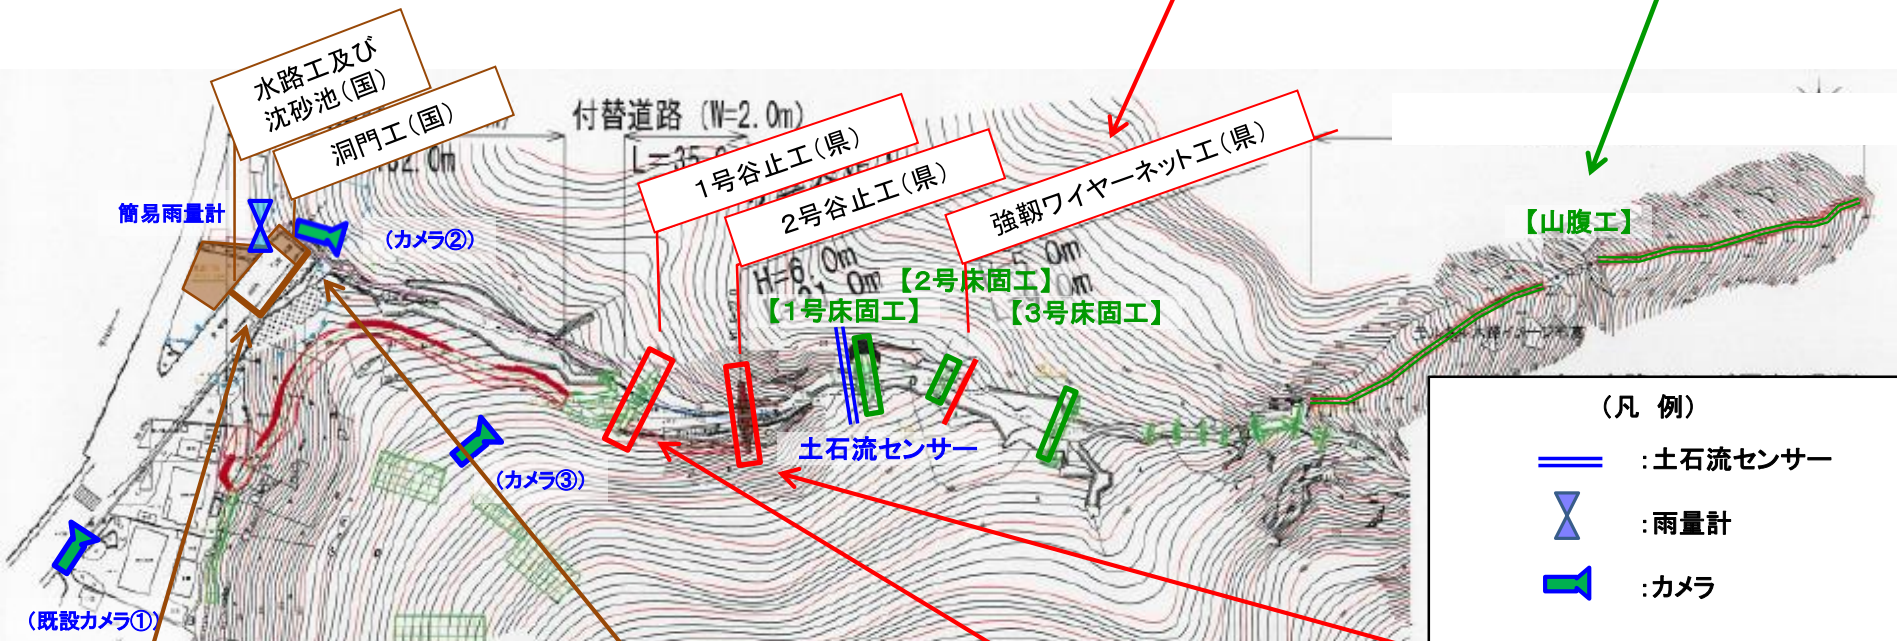 水路工及び
沈砂池（国）
洞門工（国）
付替道路（W=2.0m）
1号谷止工（県）
2号谷止工（県）
強靱ワイヤーネット工（県）
簡易雨量計
（カメラ②）
【山腹工】
H=6.0m
【2号床固工】
【1号床固工】
【3号床固工】
土石流センサー
（カメラ③）
（既設カメラ①）
（凡 例）
：土石流センサー
：雨量計
：カメラ